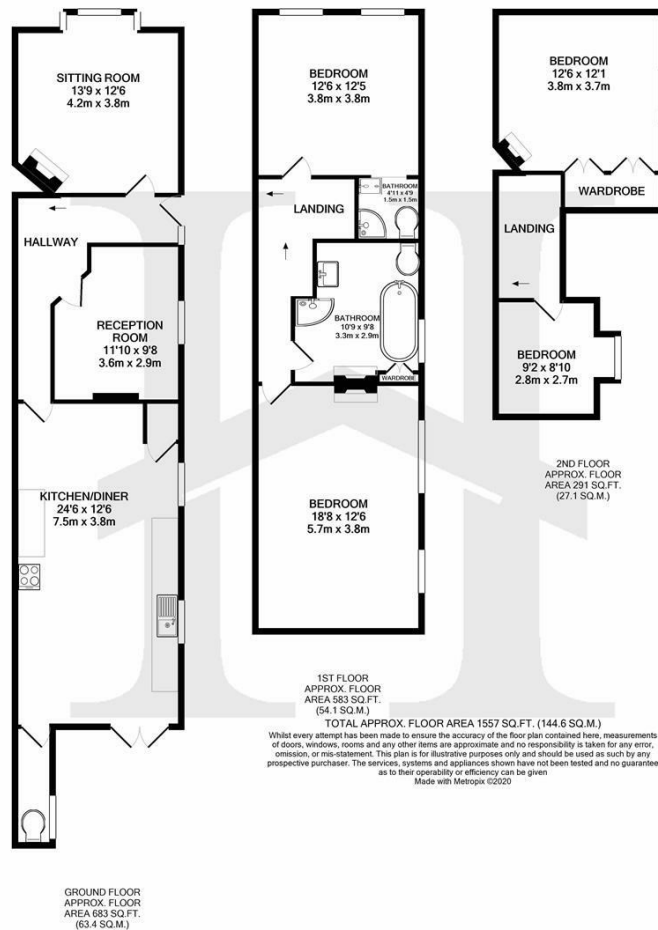 SITTING ROOM
13'9 x 12'6
4.2m x 3.8m
HALLWAY
RECEPTION
ROOM
11'10 x 9'8
3.6m x 2.9m
KITCHEN/DINER
24'6 x 12'6
7.5m x 3.8m
GROUND FLOOR
APPROX. FLOOR
AREA 683 SQ.FT.
(63.4 SQ.M.)
BEDROOM
12'6 x 12'5
3.8m x 3.8m
BATHROOM
4'11 x 4'9
1.5m x 1.5m
LANDING
BATHROOM
10'9 x 9'8
3.3m x 2.9m
WARDROBE
BEDROOM
18'8 x 12'6
5.7m x 3.8m
1ST FLOOR
APPROX. FLOOR
AREA 583 SQ.FT.
(54.1 SQ.M.)
BEDROOM
12'6 x 12'1
3.8m x 3.7m
WARDROBE
LANDING
BEDROOM
9'2 x 8'10
2.8m x 2.7m
2ND FLOOR
APPROX. FLOOR
AREA 291 SQ.FT.
(27.1 SQ.M.)
TOTAL APPROX. FLOOR AREA 1557 SQ.FT. (144.6 SQ.M.)
Whilst every attempt has been made to ensure the accuracy of the floor plan contained here, measurements
of doors, windows, rooms and any other items are approximate and no responsibility is taken for any error,
omission, or mis-statement. This plan is for illustrative purposes only and should be used as such by any
prospective purchaser. The services, systems and appliances shown have not been tested and no guarantee
as to their operability or efficiency can be given
Made with Metropix ©2020